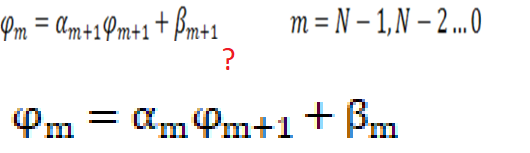 φₘ = αₘ₊₁φₘ₊₁ + βₘ₊₁ m = N − 1, N − 2 ... 0
?
φₘ = αₘφₘ₊₁ + βₘ